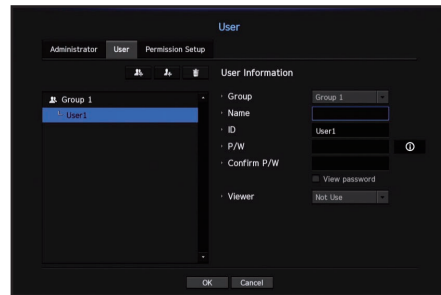 User
Administrator User Permission Setup
User Information
Group 1
User1
Group Group 1
Name
ID User1
P/W
Confirm P/W
View password
Viewer Not Use
OK Cancel